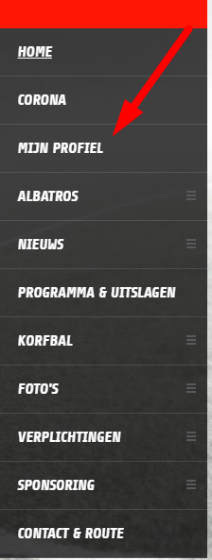 HOME
CORONA
MIJN PROFIEL
ALBATROS
NIEUWS
PROGRAMMA & UITSLAGEN
KORFBAL
FOTO'S
VERPLICHTINGEN
SPONSORING
CONTACT & ROUTE